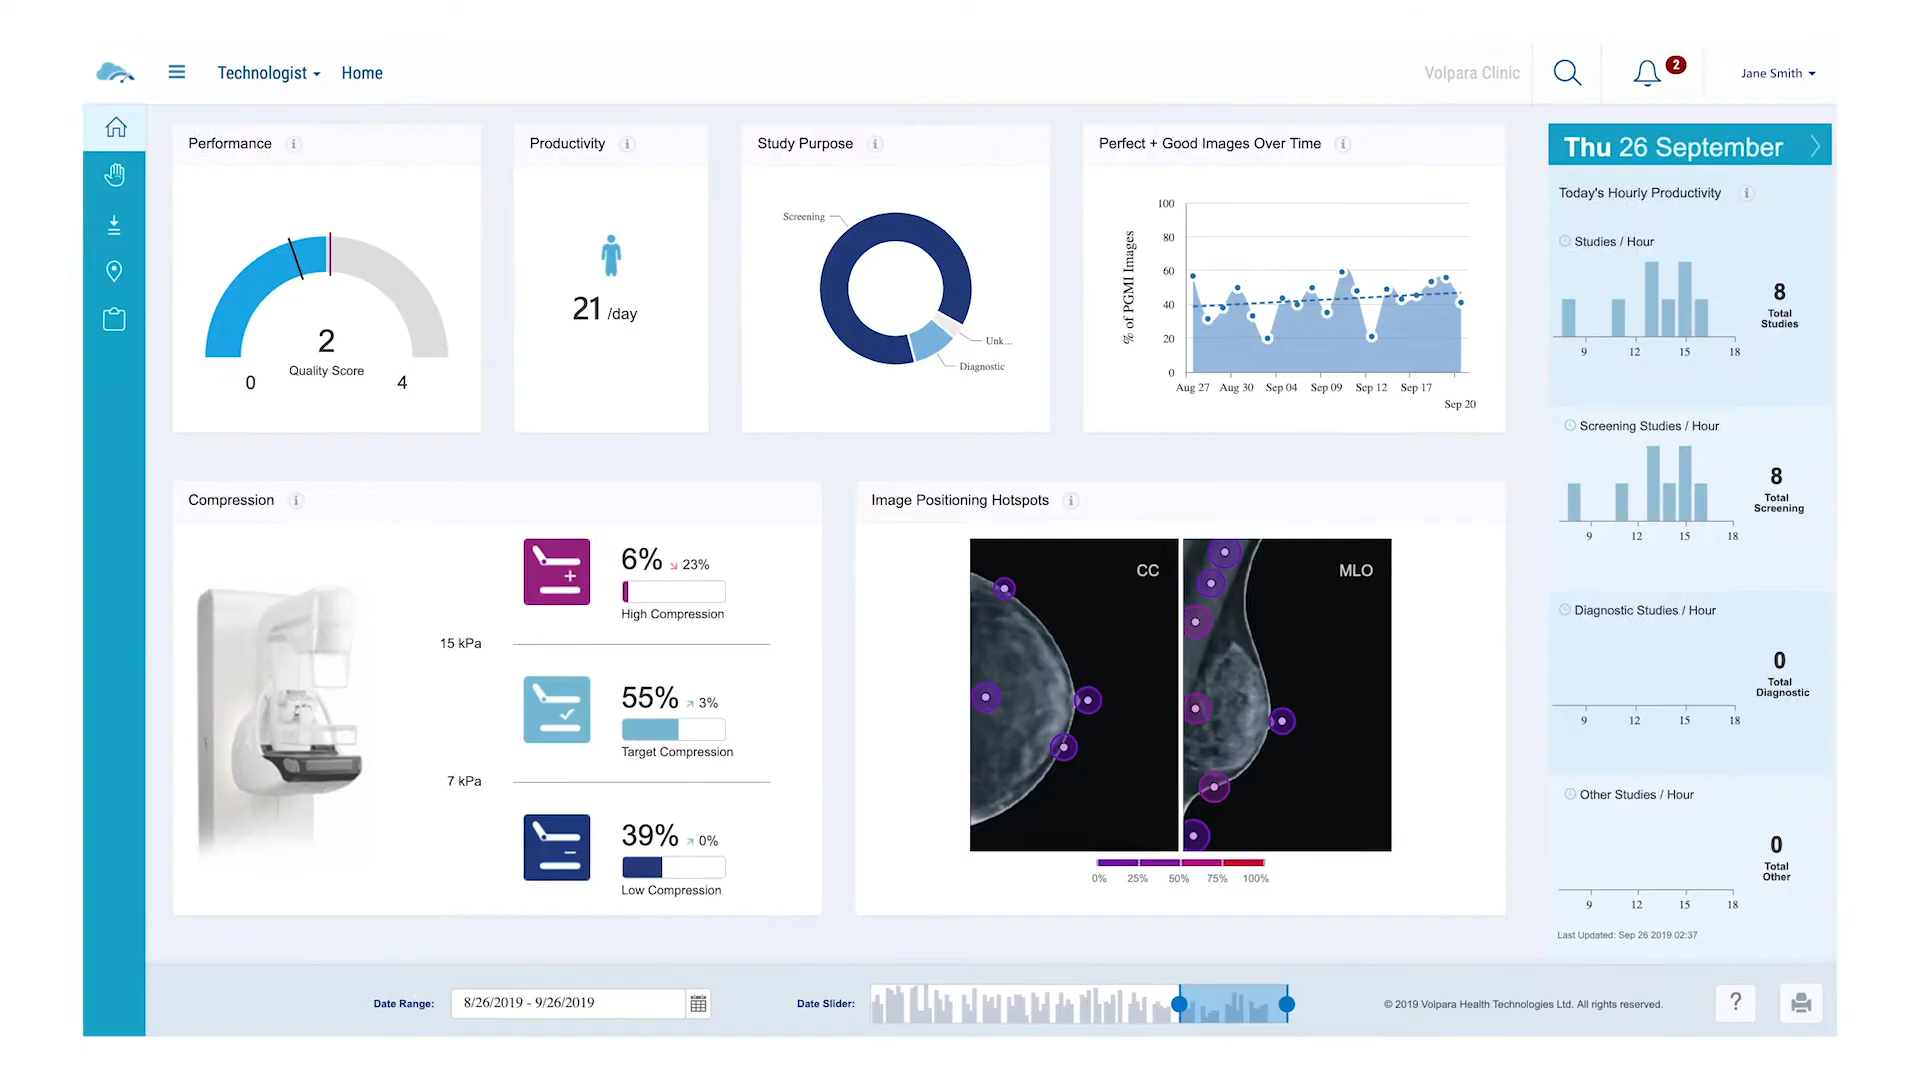 Technologist
Home
Volpara Clinic
2
Jane Smith
Performance
2
Quality Score
0
4
Productivity
21 /day
Study Purpose
Screening
Unk...
Diagnostic
Perfect + Good Images Over Time
% of PGMI Images
100
80
60
40
20
0
Aug 27 Aug 30 Sep 04 Sep 09 Sep 12 Sep 17
Sep 20
Thu 26 September
Today's Hourly Productivity
Studies / Hour
8
Total
Studies
9 12 15 18
Screening Studies / Hour
8
Total
Screening
9 12 15 18
Diagnostic Studies / Hour
0
Total
Diagnostic
9 12 15 18
Other Studies / Hour
0
Total
Other
9 12 15 18
Last Updated: Sep 26 2019 02:37
Compression
6% 23%
High Compression
15 kPa
55% 3%
Target Compression
7 kPa
39% 0%
Low Compression
Image Positioning Hotspots
CC
MLO
0% 25% 50% 75% 100%
Date Range:
8/26/2019 - 9/26/2019
Date Slider:
© 2019 Volpara Health Technologies Ltd. All rights reserved.
?